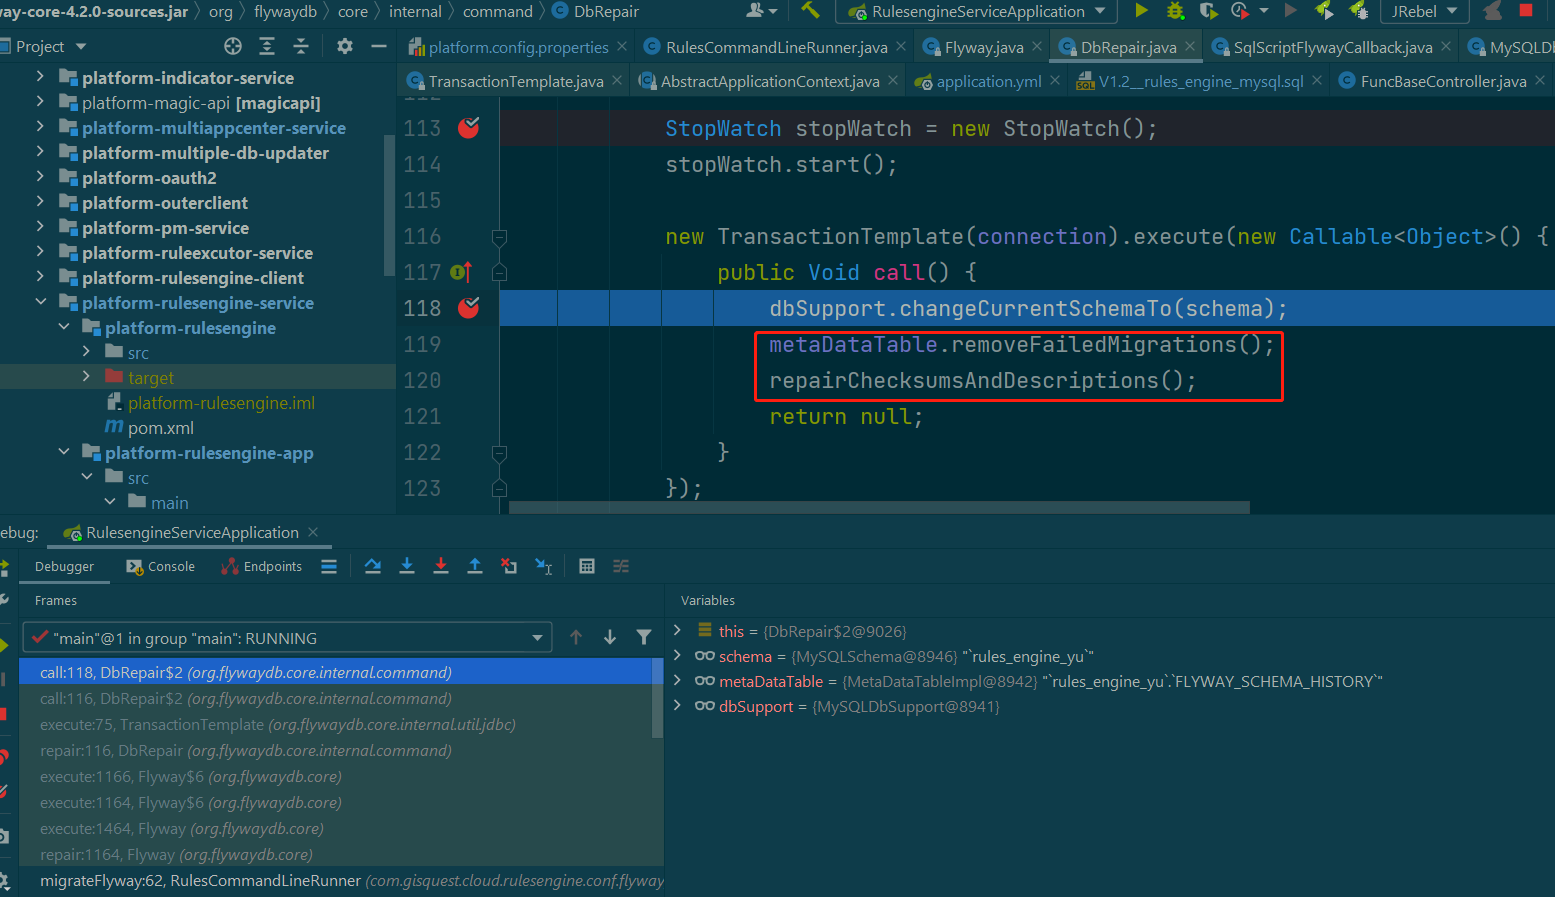 way-core-4.2.0-sources.jar org flywaydb core internal command DbRepair RulesengineServiceApplication JRebel
Project platform.config.properties RulesCommandLineRunner.java Flyway.java DbRepair.java SqlScriptFlywayCallback.java MySQLDb
TransactionTemplate.java AbstractApplicationContext.java application.yml V1.2__rules_engine_mysql.sql FuncBaseController.java
platform-indicator-service
platform-magic-api [magicapi]
platform-multiappcenter-service
platform-multiple-db-updater
platform-oauth2
platform-outerclient
platform-pm-service
platform-ruleexcutor-service
platform-rulesengine-client
platform-rulesengine-service
platform-rulesengine
src
target
platform-rulesengine.iml
pom.xml
platform-rulesengine-app
src
main
113 StopWatch stopWatch = new StopWatch();
114 stopWatch.start();
115
116 new TransactionTemplate(connection).execute(new Callable<Object>() {
117 public Void call() {
118 dbSupport.changeCurrentSchemaTo(schema);
119 metaDataTable.removeFailedMigrations();
120 repairChecksumsAndDescriptions();
121 return null;
122 }
123 });
ebug: RulesengineServiceApplication
Debugger Console Endpoints
Frames
"main"@1 in group "main": RUNNING
call:118, DbRepair$2 (org.flywaydb.core.internal.command)
call:116, DbRepair$2 (org.flywaydb.core.internal.command)
execute:75, TransactionTemplate (org.flywaydb.core.internal.util.jdbc)
repair:116, DbRepair (org.flywaydb.core.internal.command)
execute:1166, Flyway$6 (org.flywaydb.core)
execute:1164, Flyway$6 (org.flywaydb.core)
execute:1464, Flyway (org.flywaydb.core)
repair:1164, Flyway (org.flywaydb.core)
migrateFlyway:62, RulesCommandLineRunner (com.gisquest.cloud.rulesengine.conf.flyway
Variables
this = {DbRepair$2@9026}
schema = {MySQLSchema@8946} "`rules_engine_yu`"
metaDataTable = {MetaDataTableImpl@8942} "`rules_engine_yu`.`FLYWAY_SCHEMA_HISTORY`"
dbSupport = {MySQLDbSupport@8941}